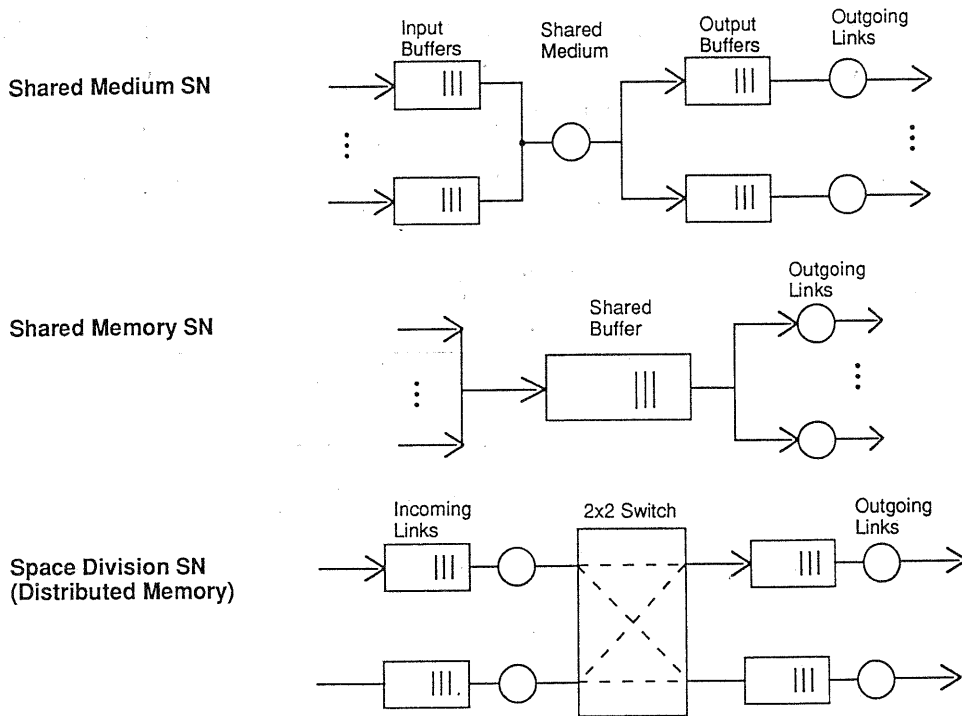 Input
Buffers
Shared
Medium
Output
Buffers
Outgoing
Links
Shared Medium SN
Outgoing
Links
Shared Memory SN
Shared
Buffer
Incoming
Links
2x2 Switch
Outgoing
Links
Space Division SN
(Distributed Memory)